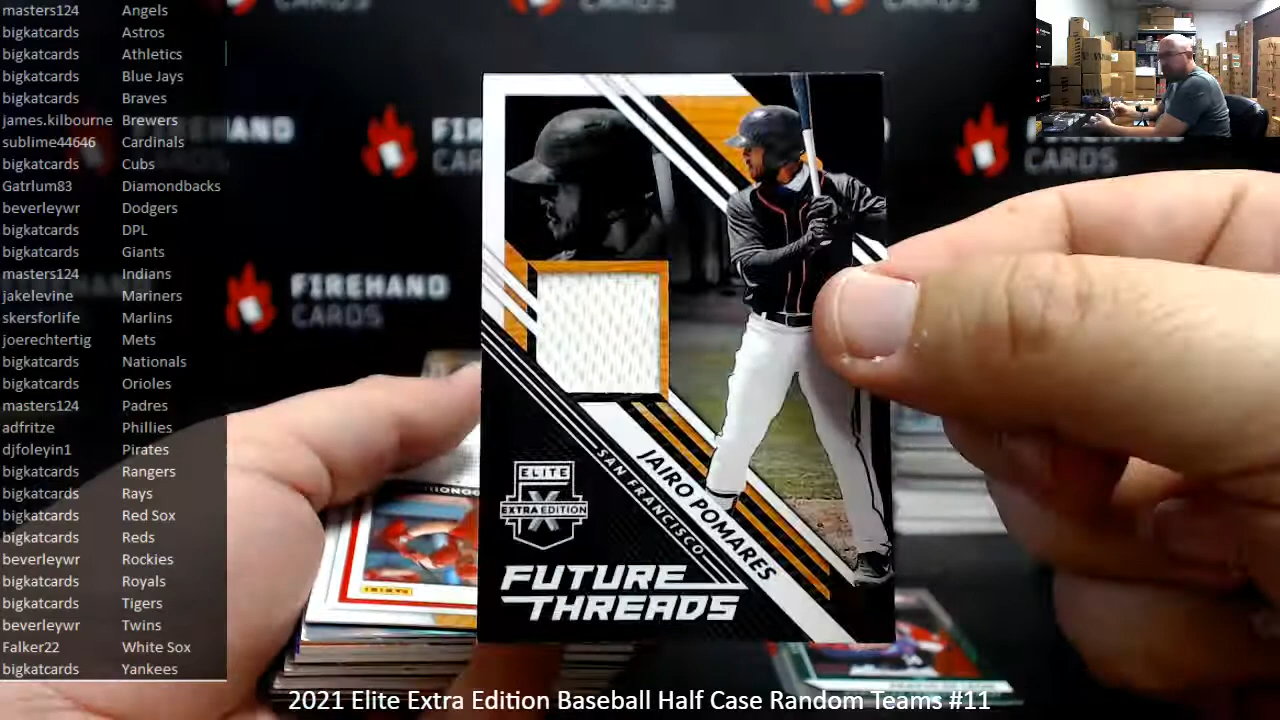 masters124 Angels
bigkatcards Astros
bigkatcards Athletics
bigkatcards Blue Jays
bigkatcards Braves
james.kilbourne Brewers
sublime44646 Cardinals
bigkatcards Cubs
Gatrlum83 Diamondbacks
beverleywr Dodgers
bigkatcards DPL
bigkatcards Giants
masters124 Indians
jakelevine Mariners
skersforlife Marlins
joerechtertig Mets
bigkatcards Nationals
bigkatcards Orioles
masters124 Padres
adfritze Phillies
djfoleyin1 Pirates
bigkatcards Rangers
bigkatcards Rays
bigkatcards Red Sox
bigkatcards Reds
beverleywr Rockies
bigkatcards Royals
bigkatcards Tigers
beverleywr Twins
Falker22 White Sox
bigkatcards Yankees
FIREHAND
CARDS
FIREHAND
CARDS
CARDS
JAIRO POMARES
SAN FRANCISCO
ELITE
EXTRA EDITION
X
FUTURE
THREADS
2021 Elite Extra Edition Baseball Half Case Random Teams #11